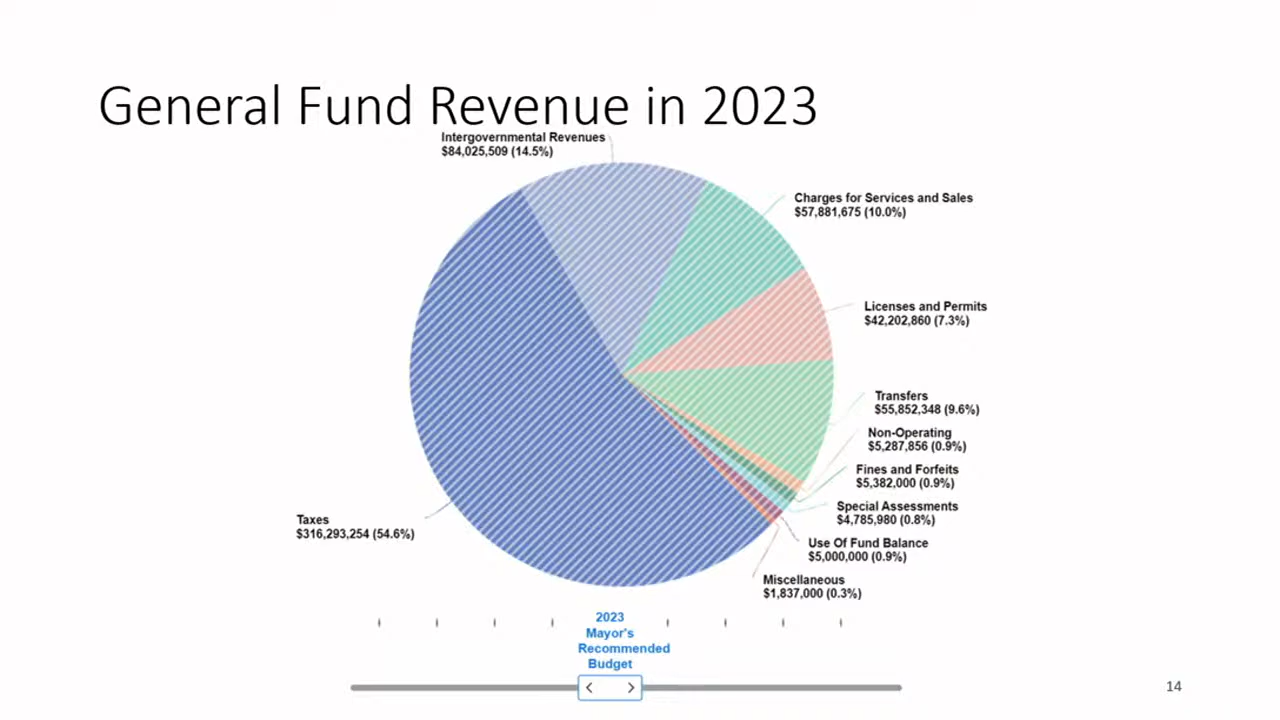 General Fund Revenue in 2023
Intergovernmental Revenues
$84,025,509 (14.5%)
Charges for Services and Sales
$57,881,675 (10.0%)
Licenses and Permits
$42,202,860 (7.3%)
Transfers
$55,852,348 (9.6%)
Non-Operating
$5,287,856 (0.9%)
Fines and Forfeits
$5,382,000 (0.9%)
Special Assessments
$4,785,980 (0.8%)
Use Of Fund Balance
$5,000,000 (0.9%)
Miscellaneous
$1,837,000 (0.3%)
Taxes
$316,293,254 (54.6%)
2023
Mayor's
Recommended
Budget
14